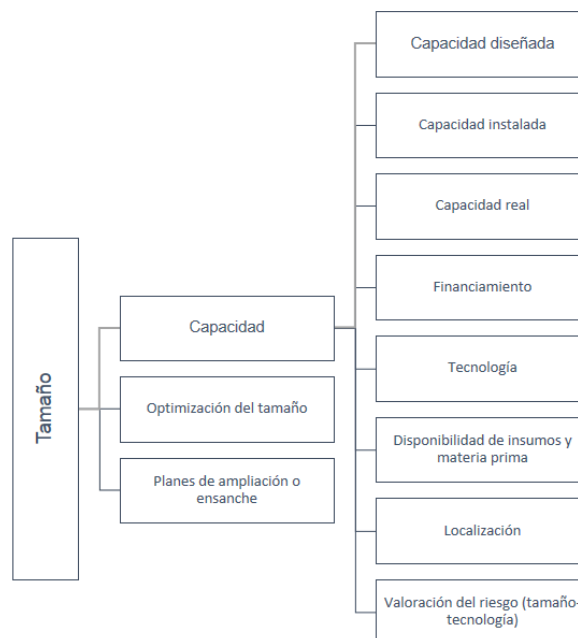 Tamaño
Capacidad
Optimización del tamaño
Planes de ampliación o
ensanche
Capacidad diseñada
Capacidad instalada
Capacidad real
Financiamiento
Tecnología
Disponibilidad de insumos y
materia prima
Localización
Valoración del riesgo (tamaño-
tecnología)